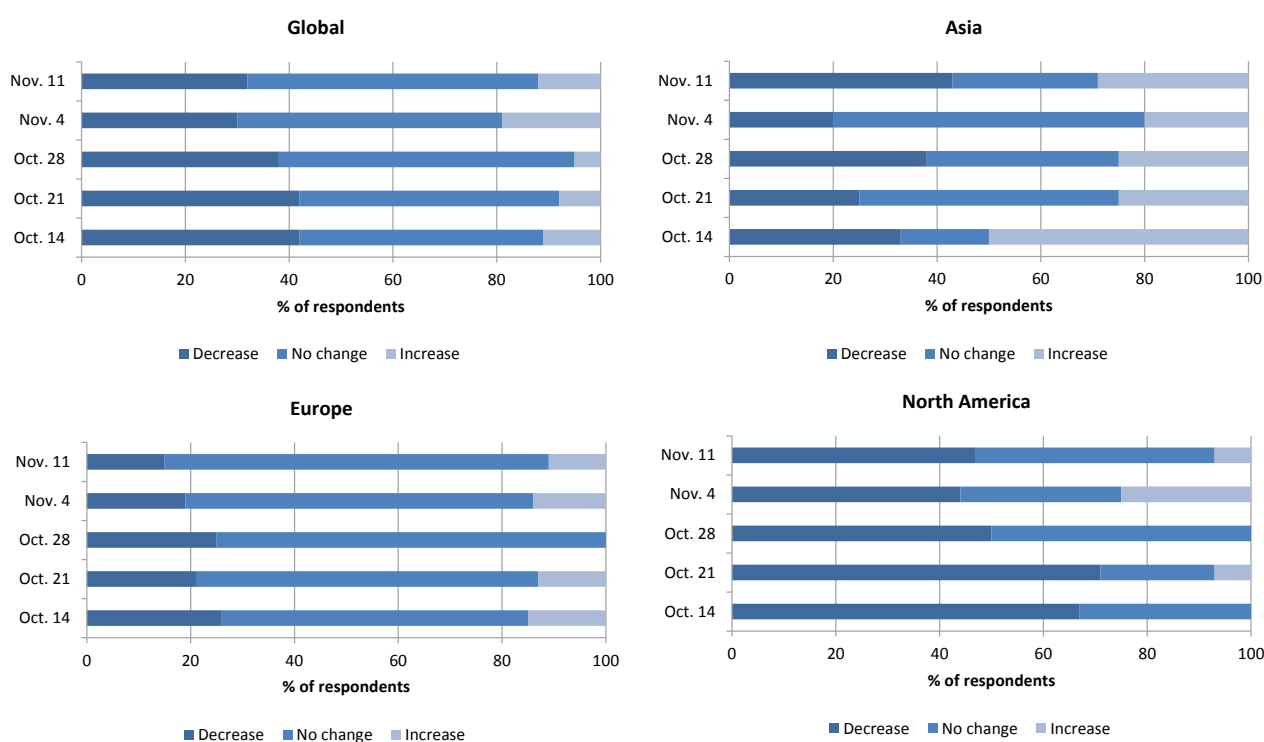 Global
Nov. 11
Nov. 4
Oct. 28
Oct. 21
Oct. 14
0 20 40 60 80 100
% of respondents
Decrease No change Increase
Asia
Nov. 11
Nov. 4
Oct. 28
Oct. 21
Oct. 14
0 20 40 60 80 100
% of respondents
Decrease No change Increase
Europe
Nov. 11
Nov. 4
Oct. 28
Oct. 21
Oct. 14
0 20 40 60 80 100
% of respondents
Decrease No change Increase
North America
Nov. 11
Nov. 4
Oct. 28
Oct. 21
Oct. 14
0 20 40 60 80 100
% of respondents
Decrease No change Increase